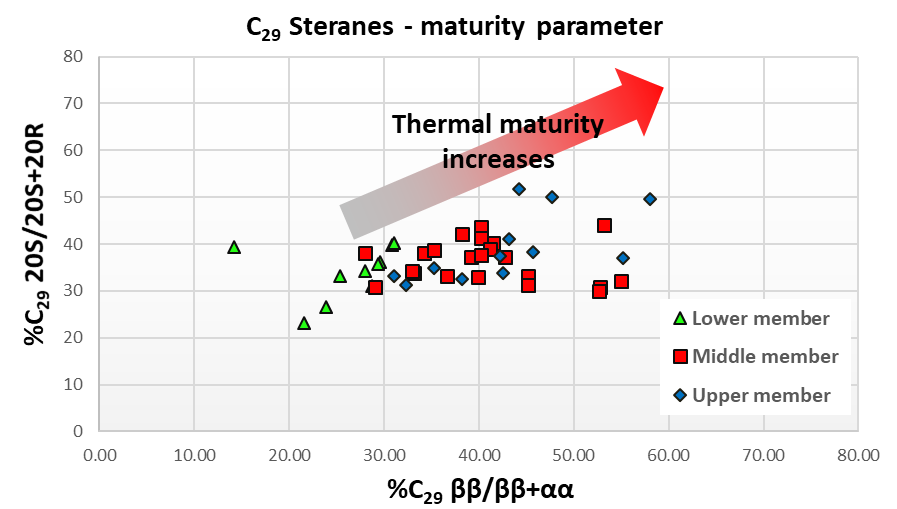 C₂₉ Steranes - maturity parameter
80
70
60
50
40
30
20
10
0
%C₂₉ 20S/20S+20R
Thermal maturity
increases
Lower member
Middle member
Upper member
0.00 10.00 20.00 30.00 40.00 50.00 60.00 70.00 80.00
%C₂₉ ββ/ββ+αα